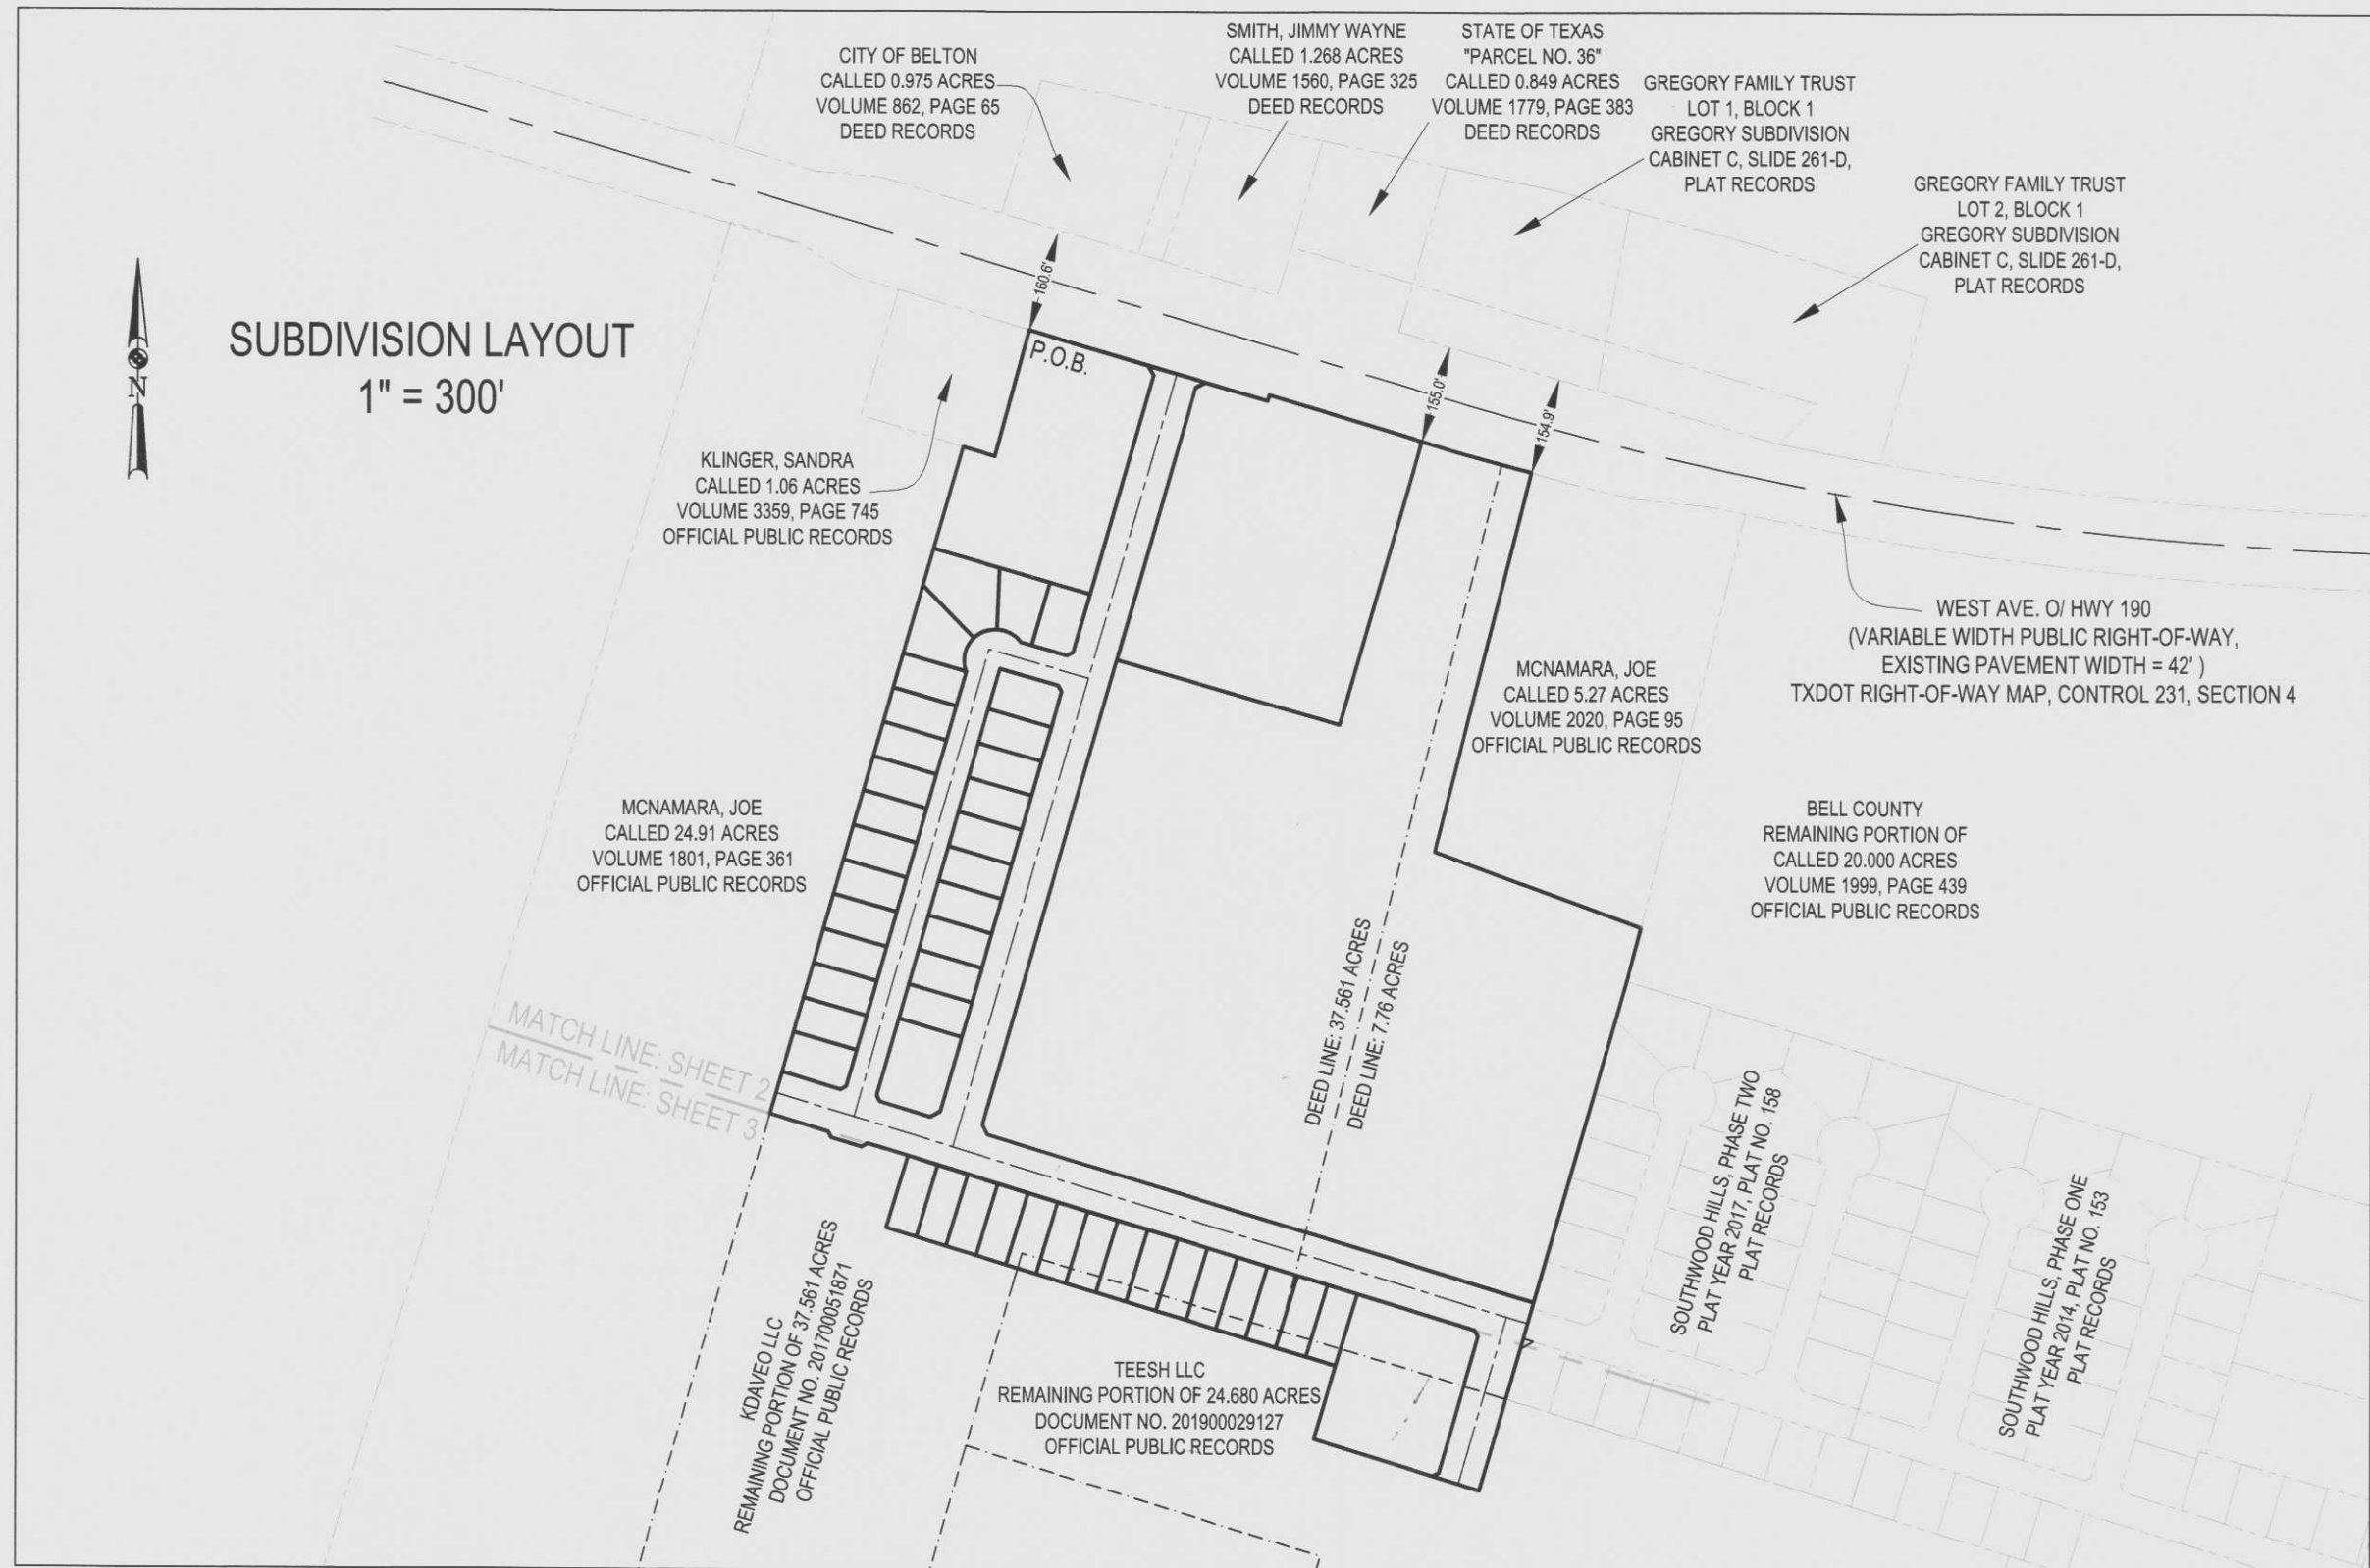 CITY OF BELTON
CALLED 0.975 ACRES
VOLUME 862, PAGE 65
DEED RECORDS
SMITH, JIMMY WAYNE
CALLED 1.268 ACRES
VOLUME 1560, PAGE 325
DEED RECORDS
STATE OF TEXAS
"PARCEL NO. 36"
CALLED 0.849 ACRES
VOLUME 1779, PAGE 383
DEED RECORDS
GREGORY FAMILY TRUST
LOT 1, BLOCK 1
GREGORY SUBDIVISION
CABINET C, SLIDE 261-D,
PLAT RECORDS
GREGORY FAMILY TRUST
LOT 2, BLOCK 1
GREGORY SUBDIVISION
CABINET C, SLIDE 261-D,
PLAT RECORDS
N
SUBDIVISION LAYOUT
1" = 300'
160.6'
P.O.B.
155.0'
154.9'
KLINGER, SANDRA
CALLED 1.06 ACRES
VOLUME 3359, PAGE 745
OFFICIAL PUBLIC RECORDS
WEST AVE. O/ HWY 190
(VARIABLE WIDTH PUBLIC RIGHT-OF-WAY,
EXISTING PAVEMENT WIDTH = 42' )
TXDOT RIGHT-OF-WAY MAP, CONTROL 231, SECTION 4
MCNAMARA, JOE
CALLED 5.27 ACRES
VOLUME 2020, PAGE 95
OFFICIAL PUBLIC RECORDS
MCNAMARA, JOE
CALLED 24.91 ACRES
VOLUME 1801, PAGE 361
OFFICIAL PUBLIC RECORDS
BELL COUNTY
REMAINING PORTION OF
CALLED 20.000 ACRES
VOLUME 1999, PAGE 439
OFFICIAL PUBLIC RECORDS
DEED LINE: 37.561 ACRES
DEED LINE: 7.76 ACRES
MATCH LINE: SHEET 2
MATCH LINE: SHEET 3
SOUTHWOOD HILLS, PHASE TWO
PLAT YEAR 2017, PLAT NO. 158
PLAT RECORDS
SOUTHWOOD HILLS, PHASE ONE
PLAT YEAR 2014, PLAT NO. 153
PLAT RECORDS
KDAVEO LLC
REMAINING PORTION OF 37.561 ACRES
DOCUMENT NO. 201700051871
OFFICIAL PUBLIC RECORDS
TEESH LLC
REMAINING PORTION OF 24.680 ACRES
DOCUMENT NO. 201900029127
OFFICIAL PUBLIC RECORDS